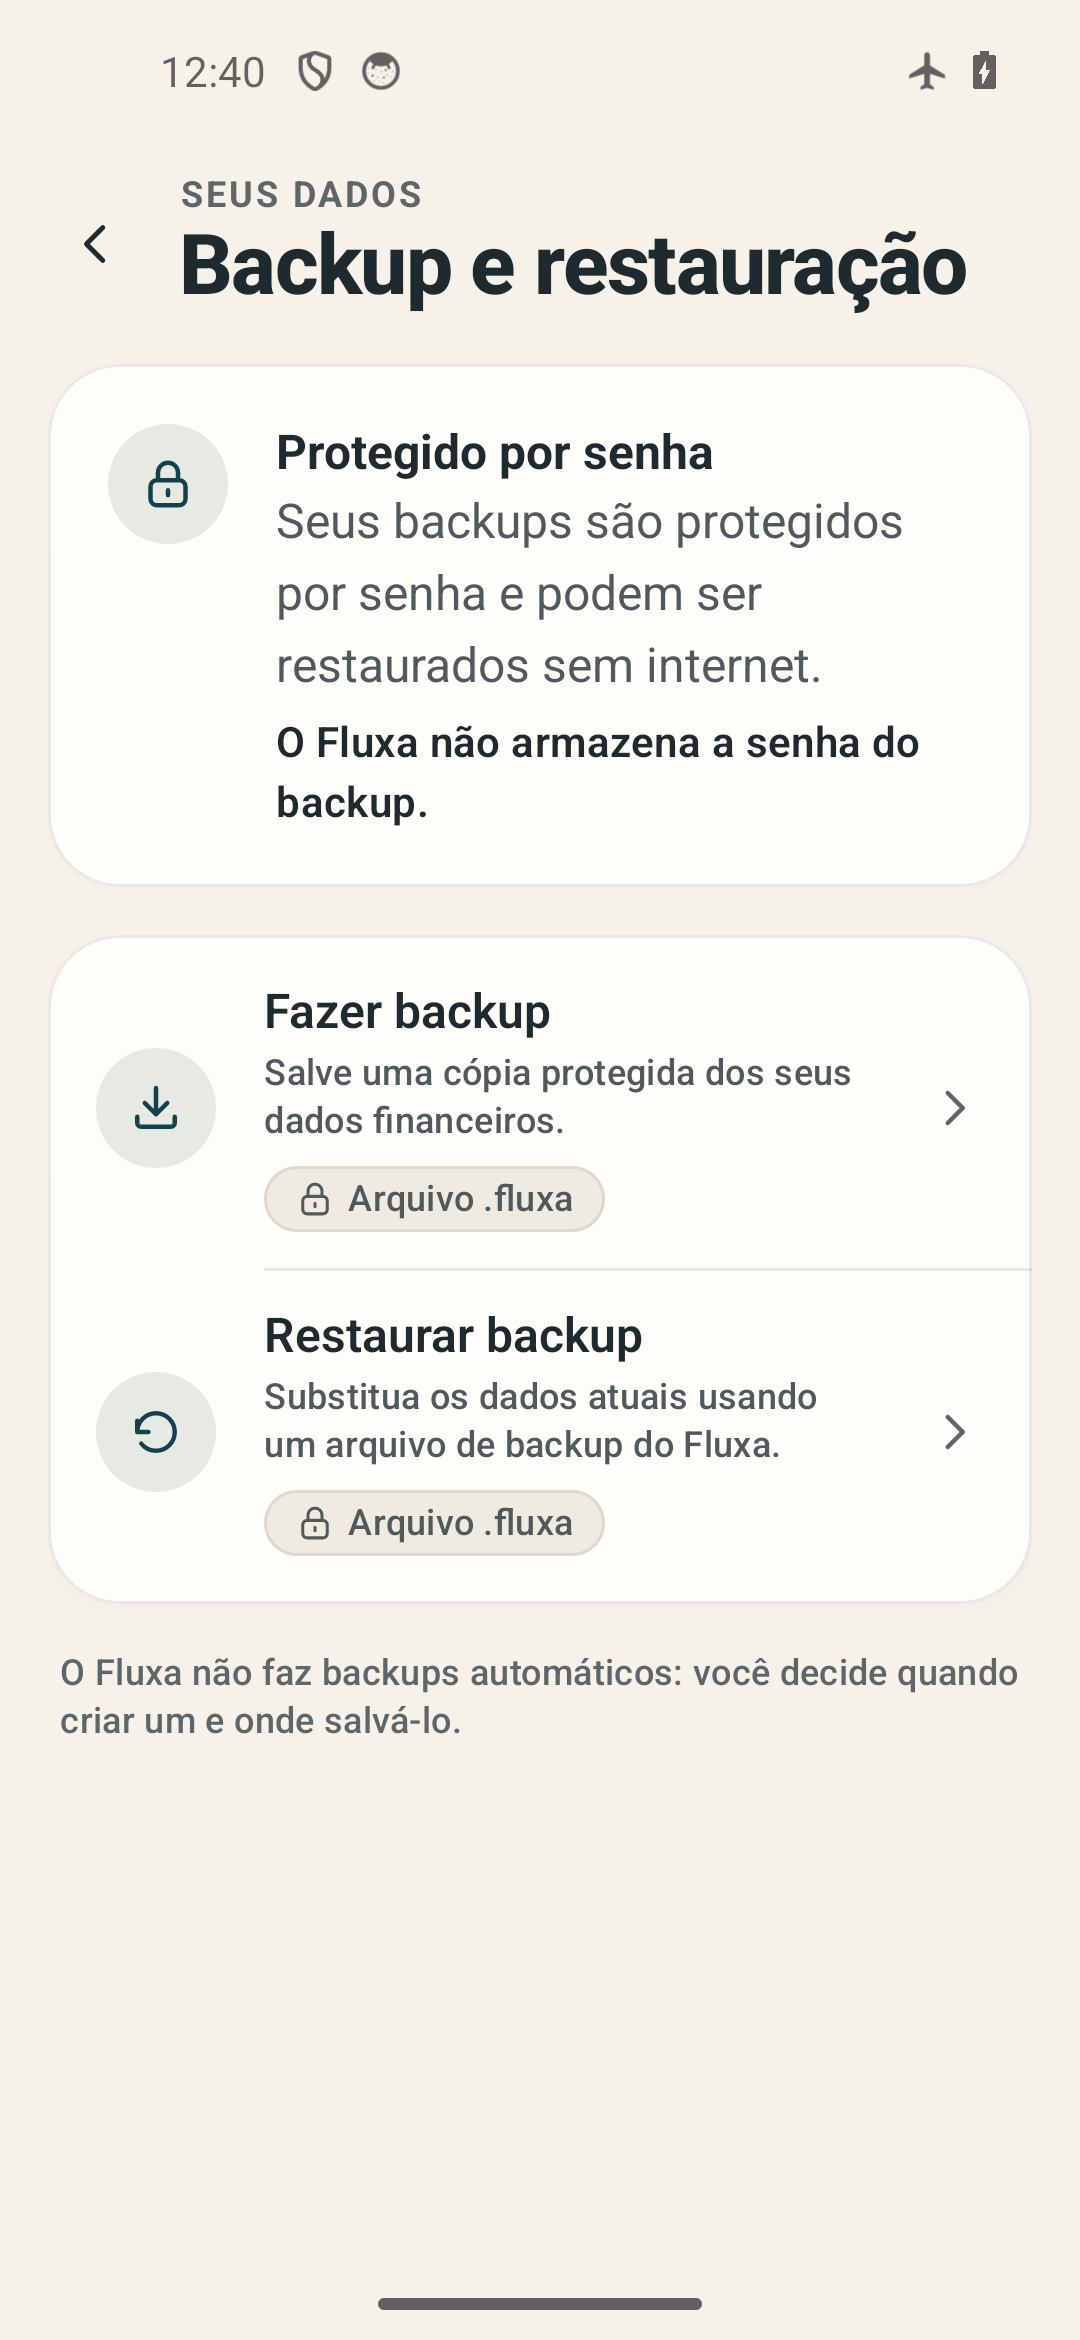 12:40
SEUS DADOS
Backup e restauração
Protegido por senha
Seus backups são protegidos
por senha e podem ser
restaurados sem internet.
O Fluxa não armazena a senha do
backup.
Fazer backup
Salve uma cópia protegida dos seus
dados financeiros.
Arquivo .fluxa
Restaurar backup
Substitua os dados atuais usando
um arquivo de backup do Fluxa.
Arquivo .fluxa
O Fluxa não faz backups automáticos: você decide quando
criar um e onde salvá-lo.